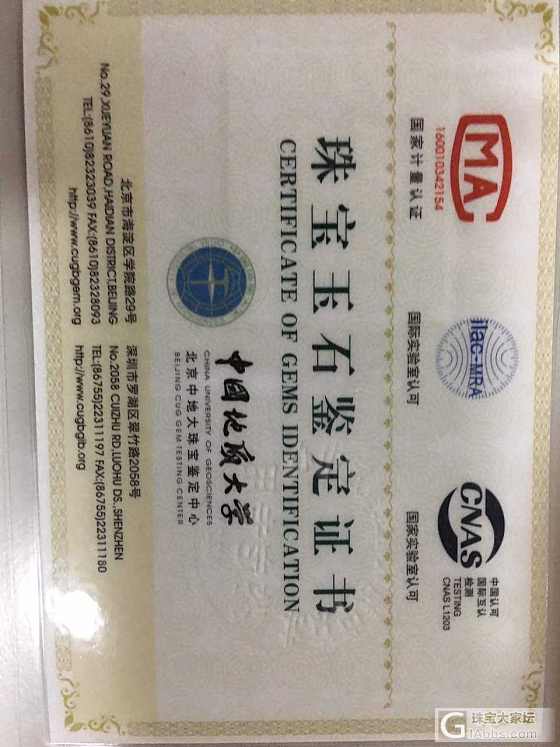 MA
160010342154
国家计量认证
ilac-MRA
国际实验室认可
CNAS
中国认可
国际互认
检测
TESTING
CNAS L1203
国家实验室认可
珠宝玉石鉴定证书
CERTIFICATE OF GEMS IDENTIFICATION
中国地质大学
CHINA UNIVERSITY OF GEOSCIENCES
北京中地大珠宝鉴定中心
BEIJING CUG GEM TESTING CENTER
北京市海淀区学院路29号
No.29 XUEYUAN ROAD,HAIDIAN DISTRICT,BEIJING
TEL:(8610)82323039 FAX:(8610)82328093
http://www.cugbgem.org
深圳市罗湖区翠竹路2058号
No.2058 CUIZHU RD.,LUOHU DS.,SHENZHEN
TEL:(86755)22311197 FAX:(86755)22311180
http://www.cugbgib.org
珠宝大家坛
GIAbbs.com